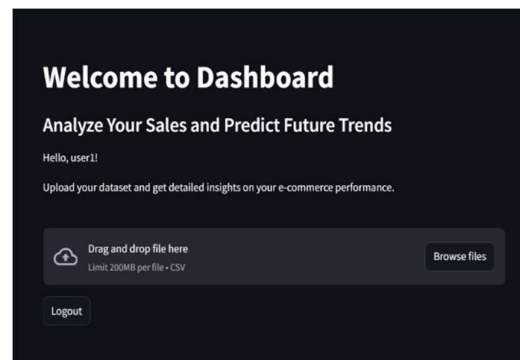 Welcome to Dashboard
Analyze Your Sales and Predict Future Trends
Hello, user1!
Upload your dataset and get detailed insights on your e-commerce performance.
Drag and drop file here
Limit 200MB per file • CSV
Browse files
Logout